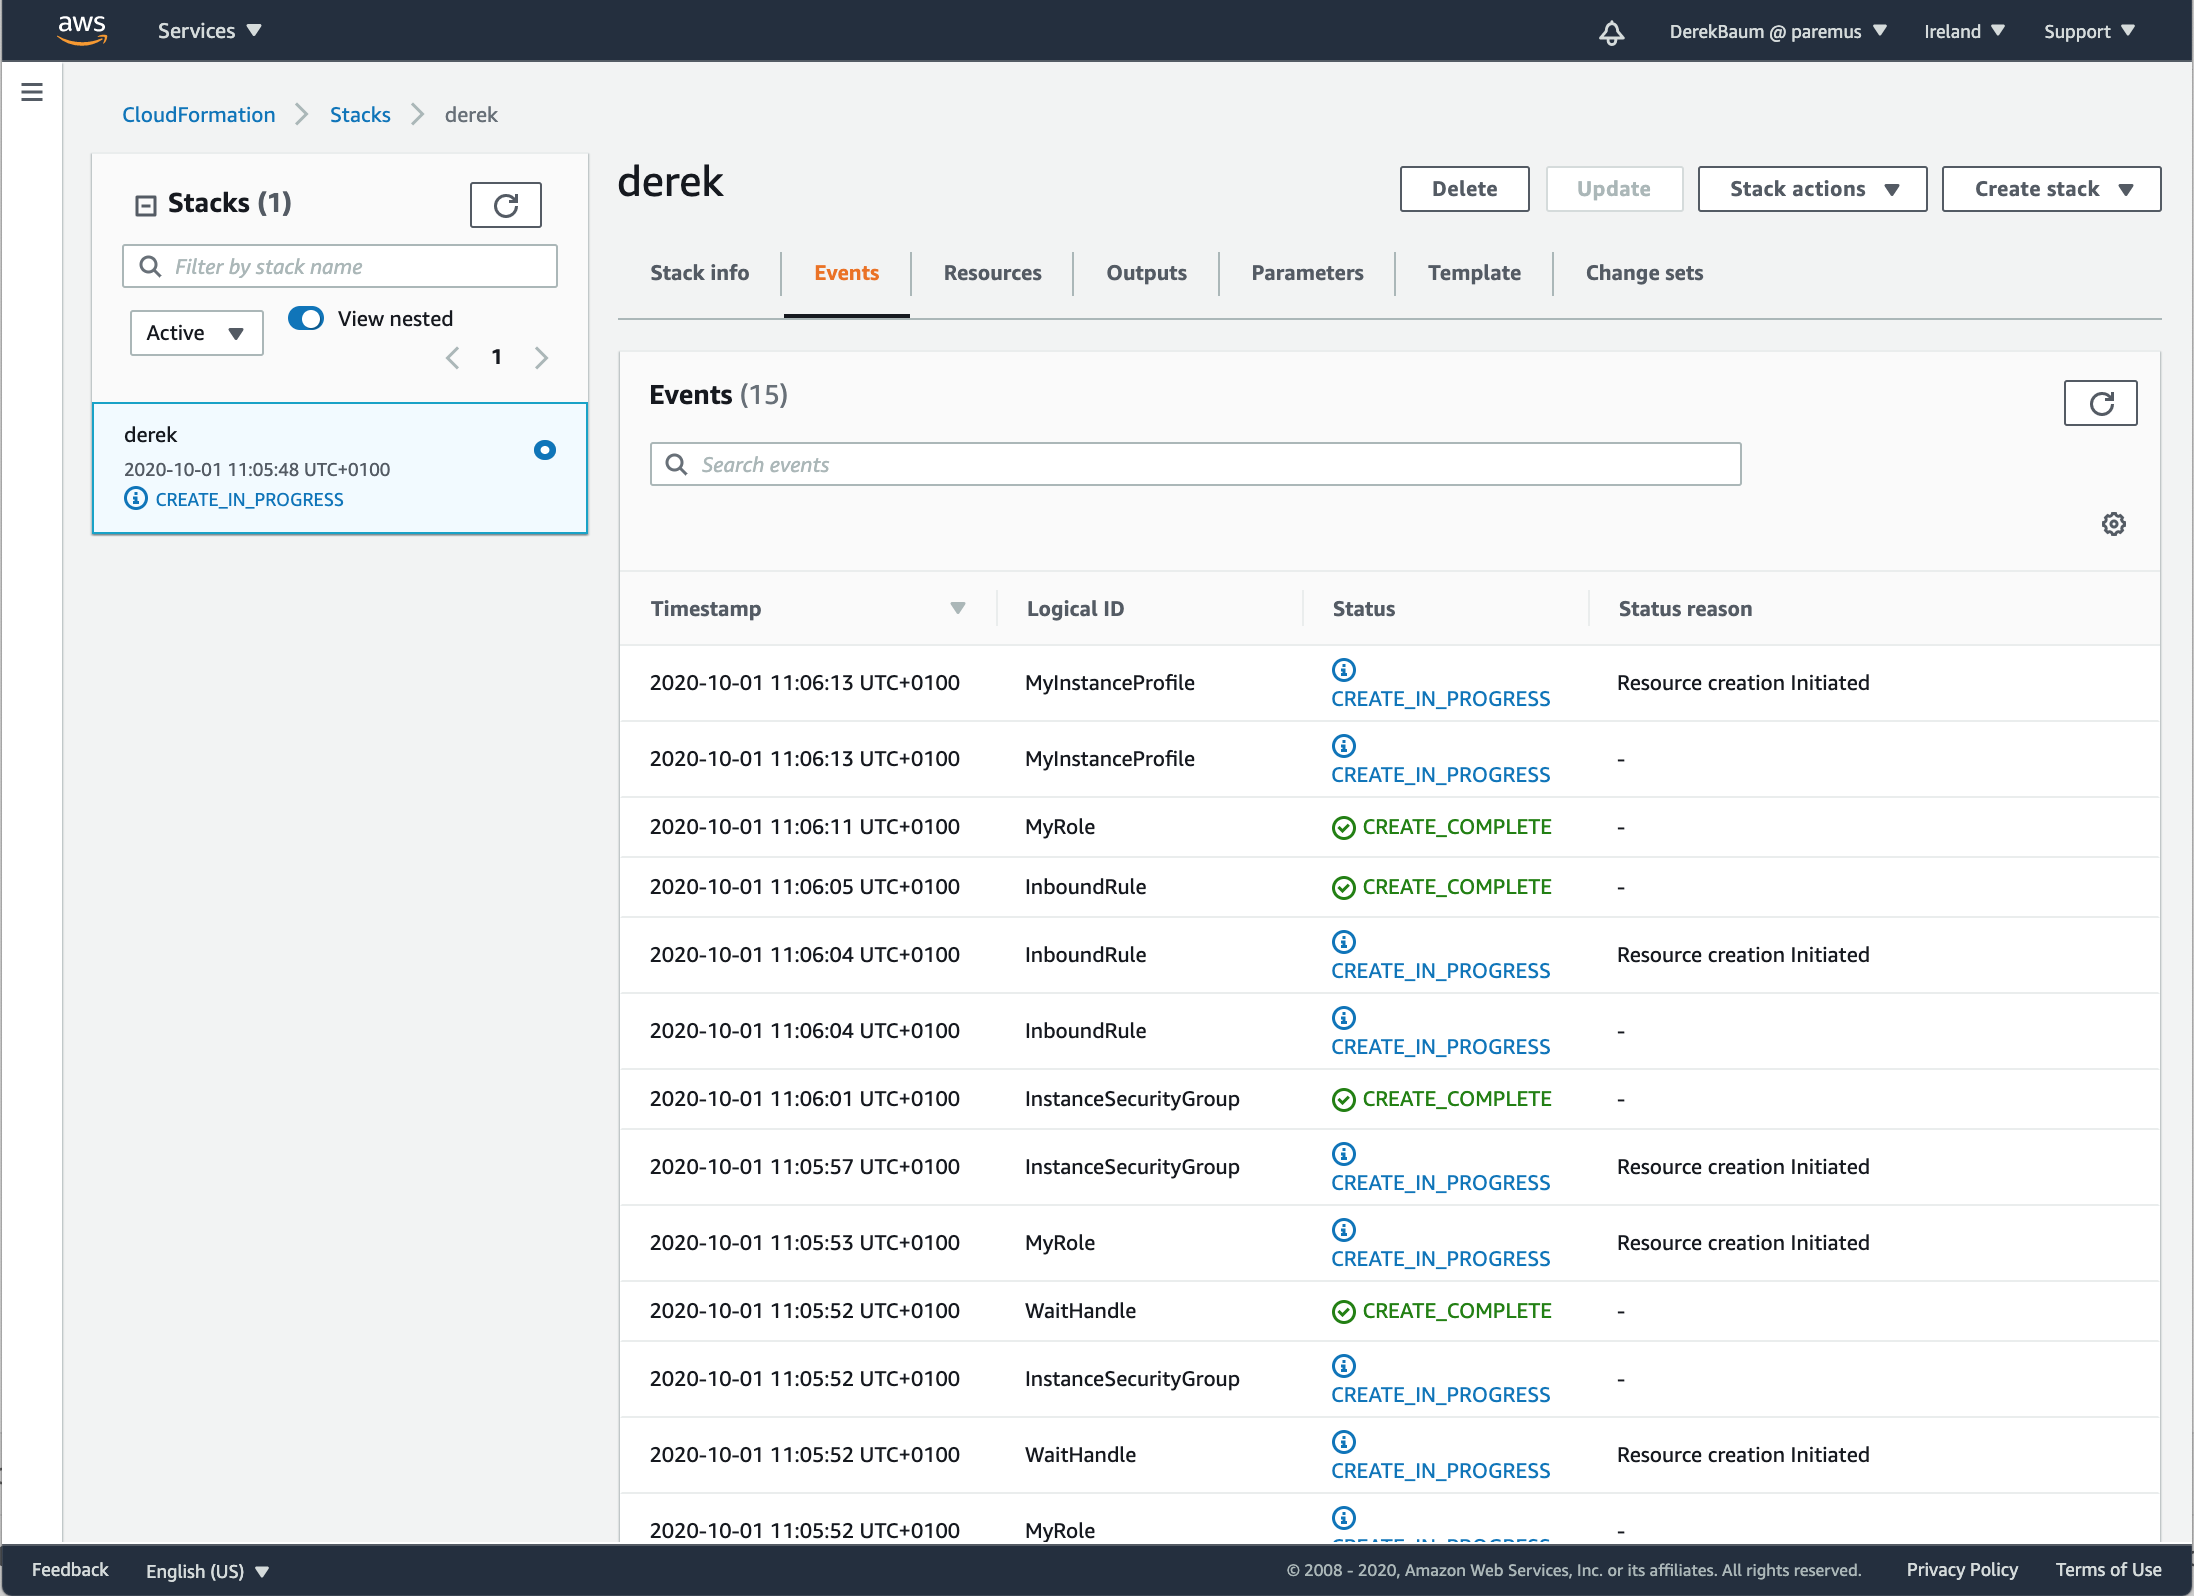 aws Services DerekBaum @ paremus Ireland Support
CloudFormation Stacks derek
Stacks (1)
Filter by stack name
Active View nested
1
derek
2020-10-01 11:05:48 UTC+0100
CREATE_IN_PROGRESS
derek
Delete Update Stack actions Create stack
Stack info Events Resources Outputs Parameters Template Change sets
Events (15)
Search events
Timestamp Logical ID Status Status reason
2020-10-01 11:06:13 UTC+0100 MyInstanceProfile CREATE_IN_PROGRESS Resource creation Initiated
2020-10-01 11:06:13 UTC+0100 MyInstanceProfile CREATE_IN_PROGRESS -
2020-10-01 11:06:11 UTC+0100 MyRole CREATE_COMPLETE -
2020-10-01 11:06:05 UTC+0100 InboundRule CREATE_COMPLETE -
2020-10-01 11:06:04 UTC+0100 InboundRule CREATE_IN_PROGRESS Resource creation Initiated
2020-10-01 11:06:04 UTC+0100 InboundRule CREATE_IN_PROGRESS -
2020-10-01 11:06:01 UTC+0100 InstanceSecurityGroup CREATE_COMPLETE -
2020-10-01 11:05:57 UTC+0100 InstanceSecurityGroup CREATE_IN_PROGRESS Resource creation Initiated
2020-10-01 11:05:53 UTC+0100 MyRole CREATE_IN_PROGRESS Resource creation Initiated
2020-10-01 11:05:52 UTC+0100 WaitHandle CREATE_COMPLETE -
2020-10-01 11:05:52 UTC+0100 InstanceSecurityGroup CREATE_IN_PROGRESS -
2020-10-01 11:05:52 UTC+0100 WaitHandle CREATE_IN_PROGRESS Resource creation Initiated
2020-10-01 11:05:52 UTC+0100 MyRole -
Feedback English (US) © 2008 - 2020, Amazon Web Services, Inc. or its affiliates. All rights reserved. Privacy Policy Terms of Use